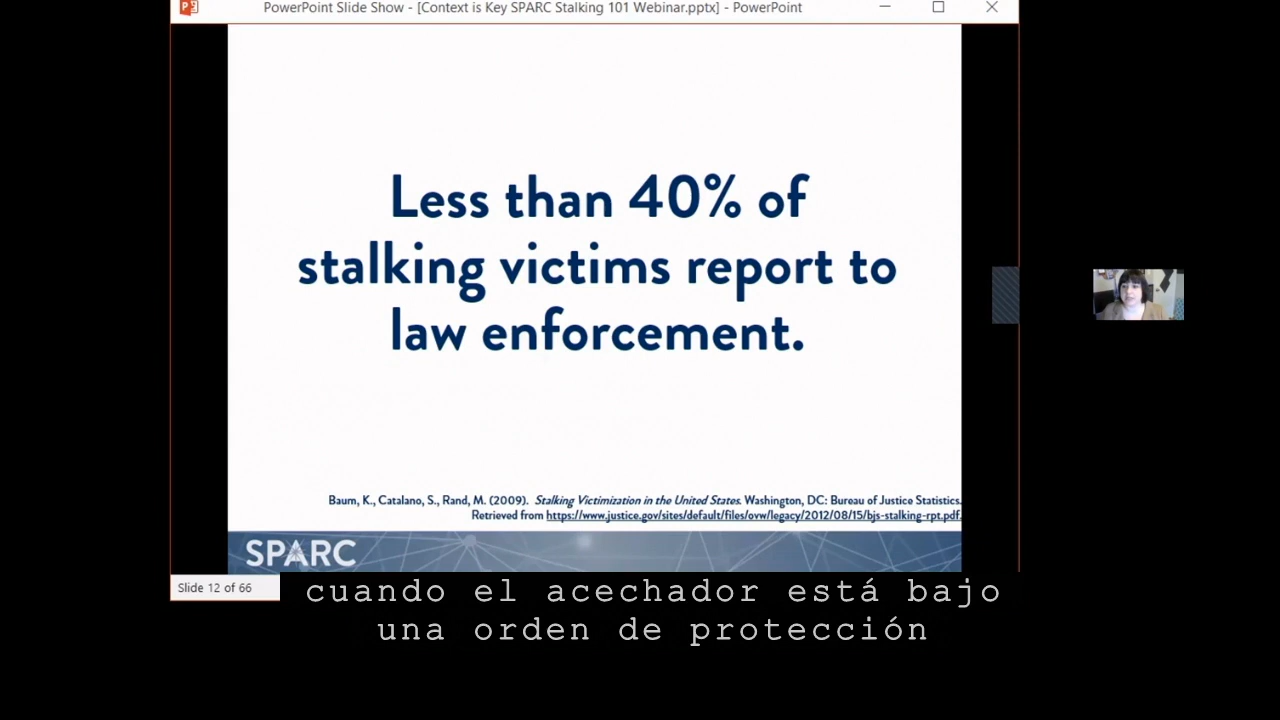 PowerPoint Slide Show - [Context is Key SPARC Stalking 101 Webinar.pptx] - PowerPoint
Less than 40% of
stalking victims report to
law enforcement.
Baum, K., Catalano, S., Rand, M. (2009). Stalking Victimization in the United States. Washington, DC: Bureau of Justice Statistics.
Retrieved from https://www.justice.gov/sites/default/files/ovw/legacy/2012/08/15/bjs-stalking-rpt.pdf.
SPARC
Slide 12 of 66
cuando el acechador está bajo
una orden de protección